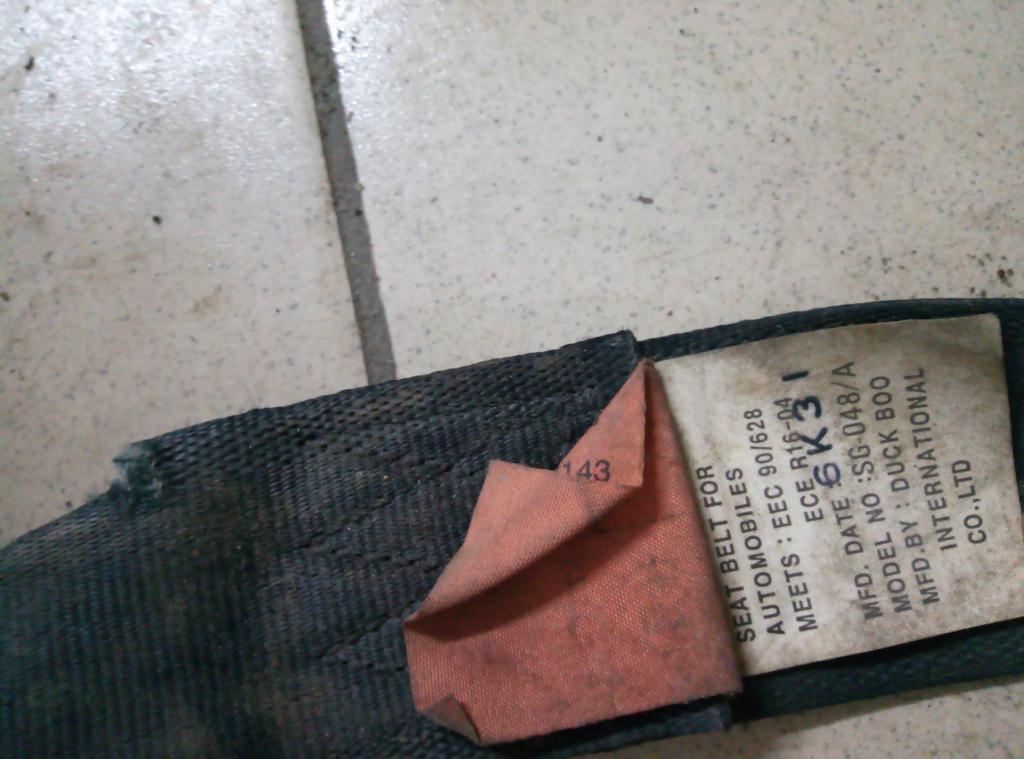 143
SEAT BELT FOR
AUTOMOBILES
MEETS : EEC 90/628
ECE R16-04
MFD. DATE 6K31
MODEL NO :SG-048/A
MFD.BY : DUCK BOO
INTERNATIONAL
CO.,LTD